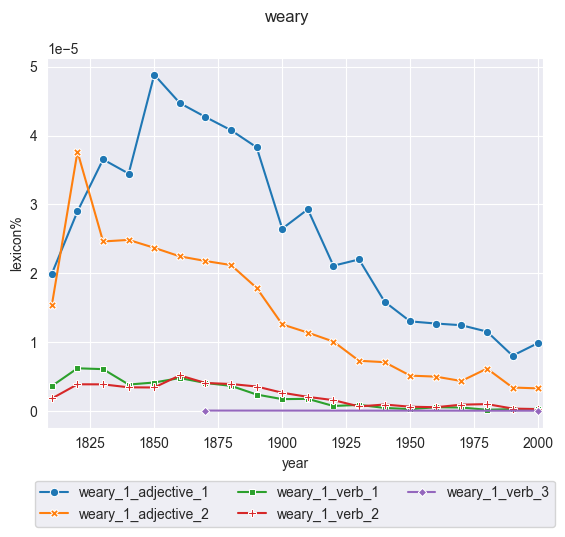 weary
1e−5
5
4
3
2
1
0
lexicon%
1825 1850 1875 1900 1925 1950 1975 2000
year
weary_1_adjective_1 weary_1_verb_1 weary_1_verb_3
weary_1_adjective_2 weary_1_verb_2